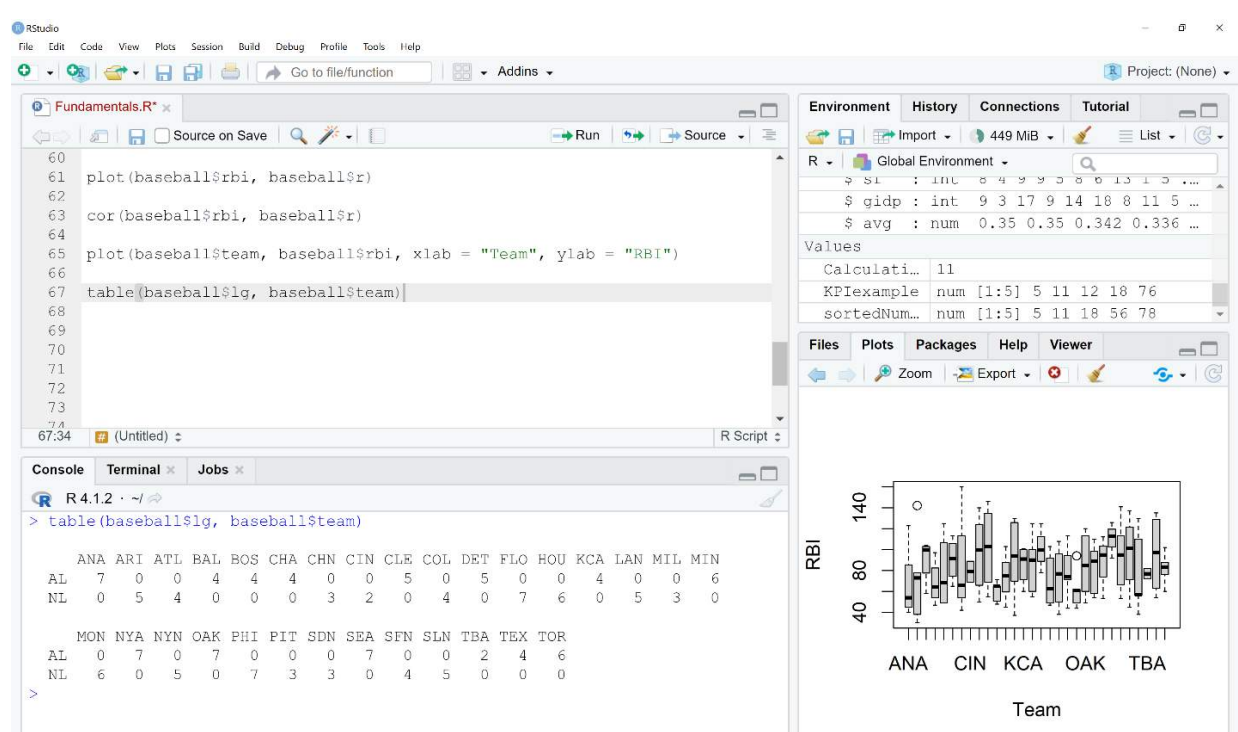 RStudio
File Edit Code View Plots Session Build Debug Profile Tools Help
Go to file/function Addins Project: (None)
Fundamentals.R*
Source on Save Run Source
60
61 plot(baseball$rbi, baseball$r)
62
63 cor(baseball$rbi, baseball$r)
64
65 plot(baseball$team, baseball$rbi, xlab = "Team", ylab = "RBI")
66
67 table(baseball$lg, baseball$team)
68
69
70
71
72
73
74
67:34 # (Untitled) R Script
Console Terminal Jobs
R 4.1.2 · ~/
> table(baseball$lg, baseball$team)
ANA ARI ATL BAL BOS CHA CHN CIN CLE COL DET FLO HOU KCA LAN MIL MIN
AL 7 0 0 4 4 4 0 0 5 0 5 0 0 4 0 0 6
NL 0 5 4 0 0 0 3 2 0 4 0 7 6 0 5 3 0
MON NYA NYN OAK PHI PIT SDN SEA SFN SLN TBA TEX TOR
AL 0 7 0 7 0 0 0 7 0 0 2 4 6
NL 6 0 5 0 7 3 3 0 4 5 0 0 0
>
Environment History Connections Tutorial
Import 449 MiB List
R Global Environment
$ gidp : int 9 3 17 9 14 18 8 11 5 …
$ avg : num 0.35 0.35 0.342 0.336 …
Values
Calculati… 11
KPIexample num [1:5] 5 11 12 18 76
sortedNum… num [1:5] 5 11 18 56 78
Files Plots Packages Help Viewer
Zoom Export
RBI
140
80
40
ANA CIN KCA OAK TBA
Team